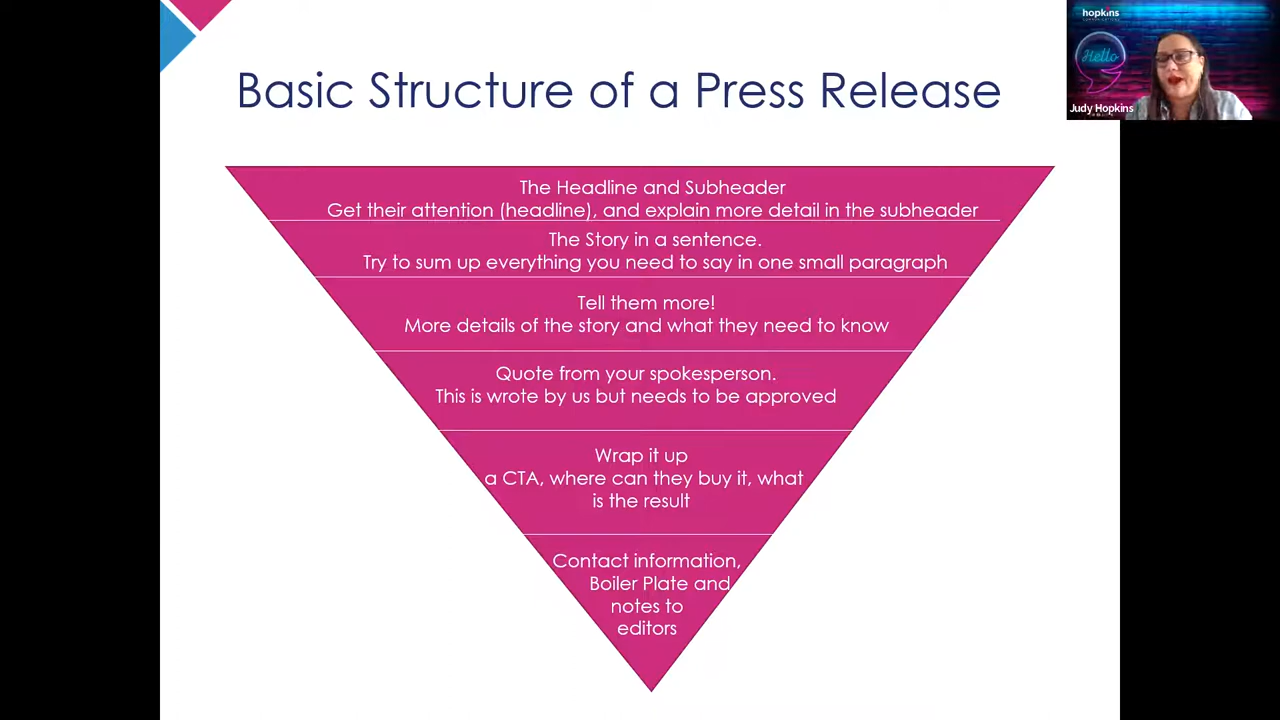 Basic Structure of a Press Release
The Headline and Subheader
Get their attention (headline), and explain more detail in the subheader
The Story in a sentence.
Try to sum up everything you need to say in one small paragraph
Tell them more!
More details of the story and what they need to know
Quote from your spokesperson.
This is wrote by us but needs to be approved
Wrap it up
a CTA, where can they buy it, what
is the result
Contact information,
Boiler Plate and
notes to
editors
hopkins
Hello
Judy Hopkins